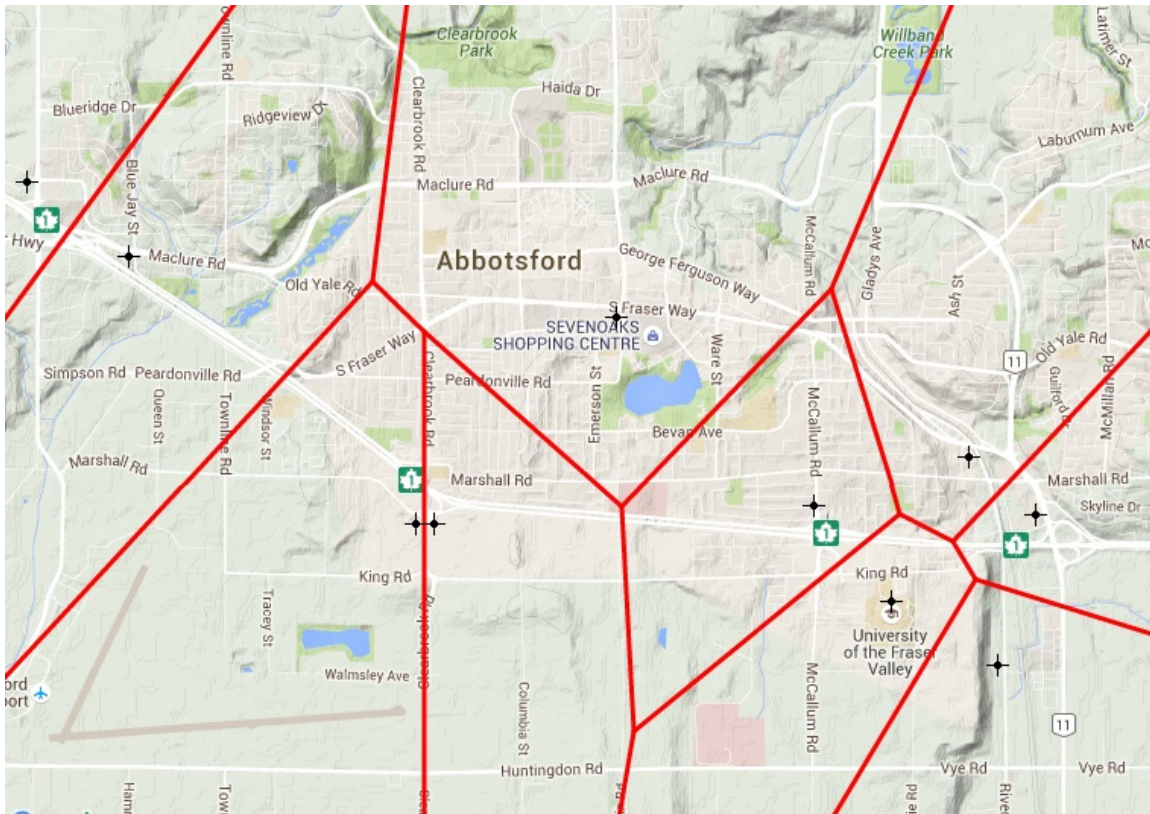 Clearbrook
Park
Willband
Creek Park
Latimer St
Haida Dr
Blueridge Dr
Ridgeview Dr
Clearbrook Rd
Laburnum Ave
Blue Jay St
Maclure Rd
Maclure Rd
1
Hwy
Maclure Rd
McCallum Rd
Gladys Ave
Abbotsford
George Ferguson Way
Old Yale Rd
Ash St
S Fraser Way
SEVENOAKS
SHOPPING CENTRE
S Fraser Way
Ware St
11
Old Yale Rd
Simpson Rd
Peardonville Rd
Clearbrook Rd
Peardonville Rd
Emerson St
McCallum Rd
Guilford Dr
McMillan Rd
Queen St
Townline Rd
Windsor St
Bevan Ave
Marshall Rd
1
Marshall Rd
Marshall Rd
Skyline Dr
1
1
King Rd
King Rd
Tracey St
Clearbrook Rd
University
of the Fraser
Valley
Walmsley Ave
Columbia St
McCallum Rd
11
Huntingdon Rd
Vye Rd
Vye Rd